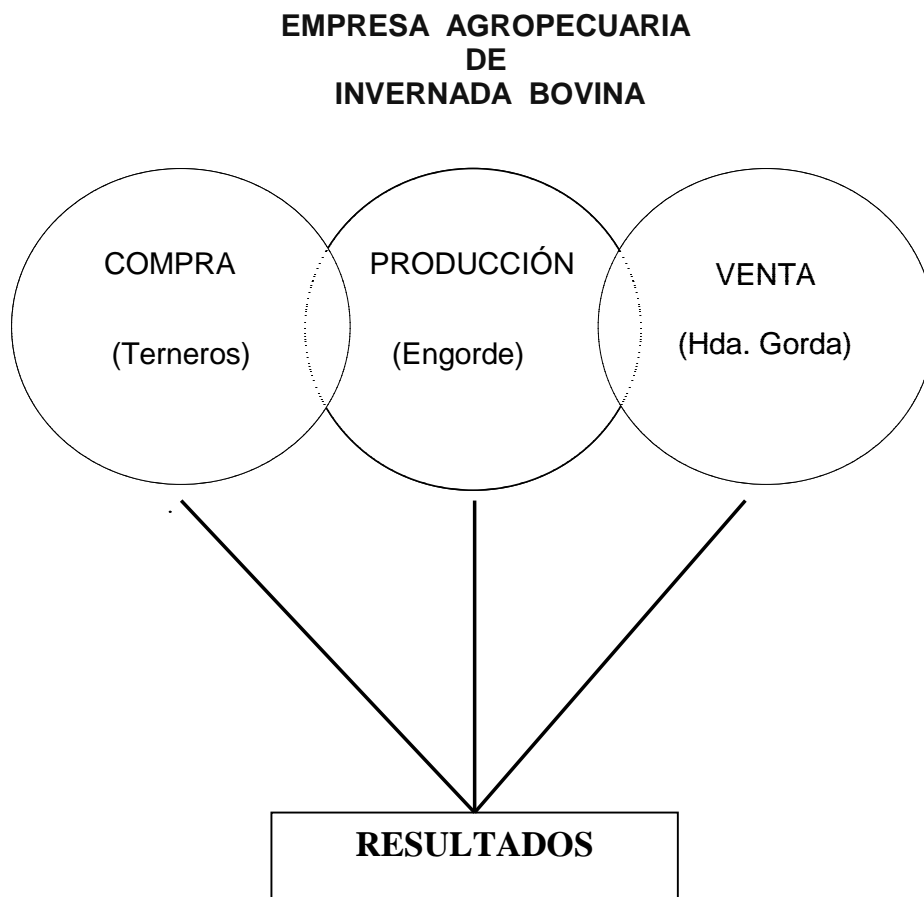 EMPRESA AGROPECUARIA
DE
INVERNADA BOVINA
COMPRA
(Terneros)
PRODUCCIÓN
(Engorde)
VENTA
(Hda. Gorda)
RESULTADOS